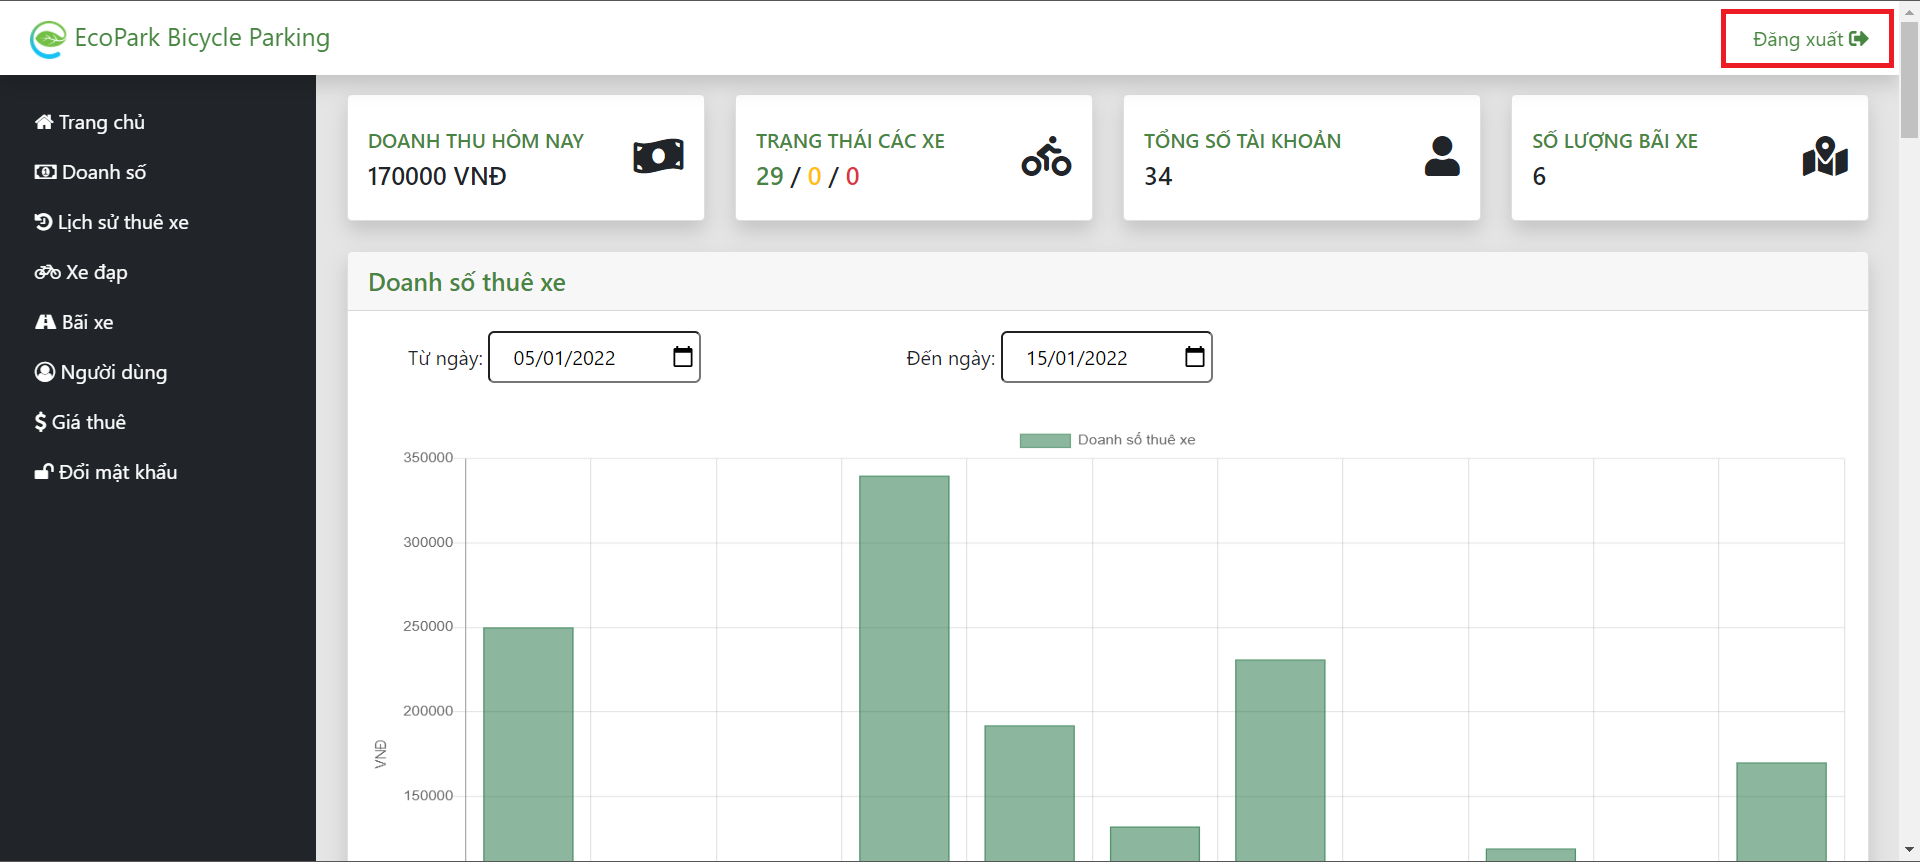 EcoPark Bicycle Parking
Đăng xuất
Trang chủ
Doanh số
Lịch sử thuê xe
Xe đạp
Bãi xe
Người dùng
Giá thuê
Đổi mật khẩu
DOANH THU HÔM NAY
170000 VNĐ
TRẠNG THÁI CÁC XE
29 / 0 / 0
TỔNG SỐ TÀI KHOẢN
34
SỐ LƯỢNG BÃI XE
6
Doanh số thuê xe
Từ ngày: 05/01/2022
Đến ngày: 15/01/2022
Doanh số thuê xe
350000
300000
250000
200000
150000
VNĐ